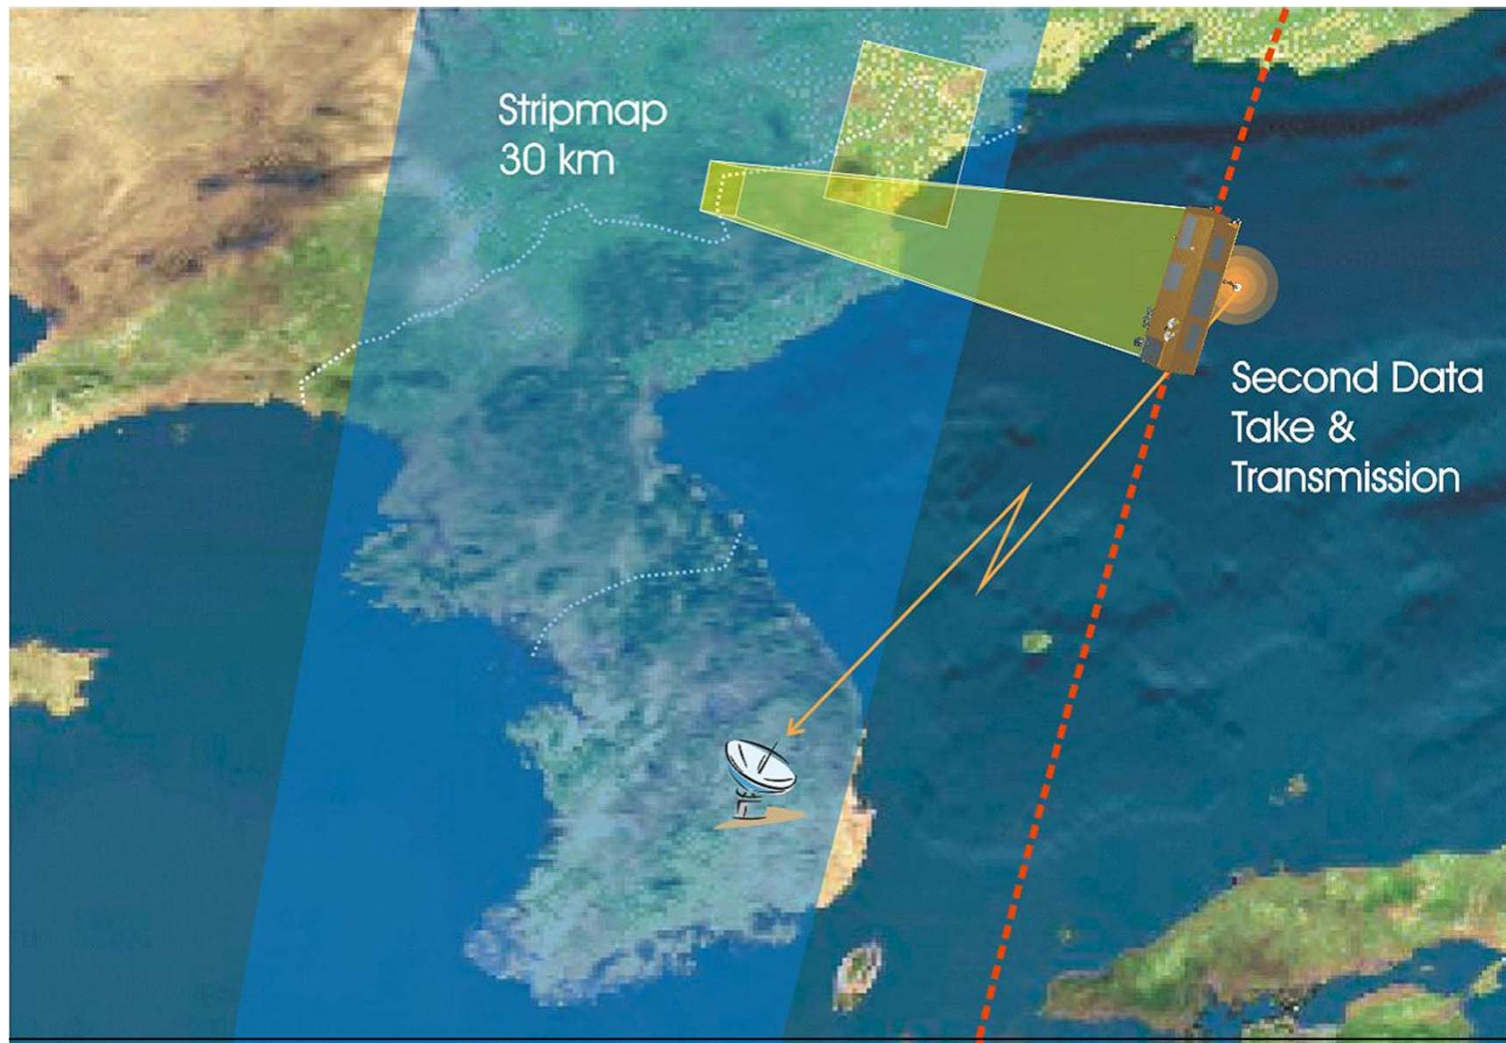 Stripmap
30 km
Second Data
Take &
Transmission